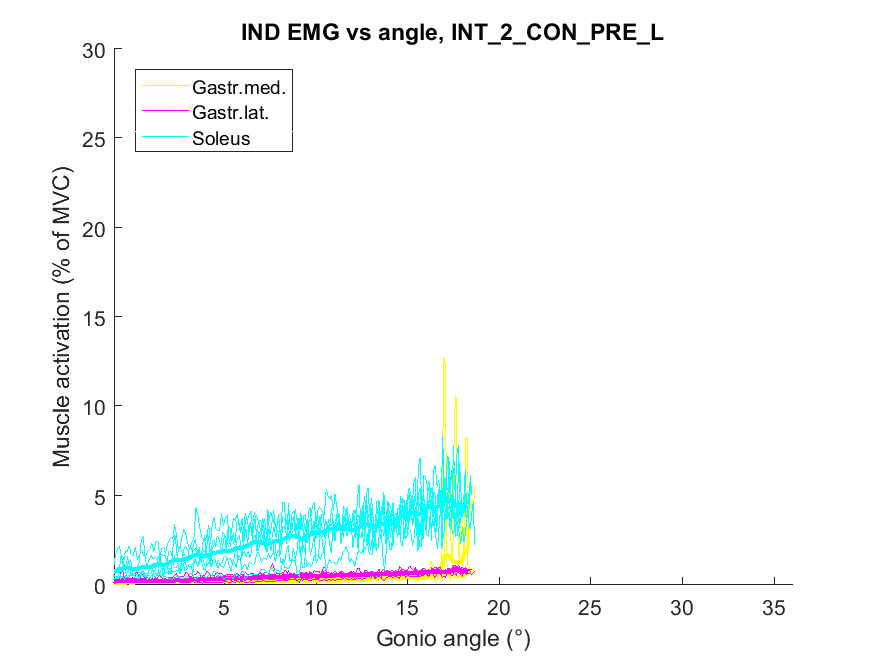 IND EMG vs angle, INT_2_CON_PRE_L
30
25
20
15
10
5
0
Muscle activation (% of MVC)
Gastr.med.
Gastr.lat.
Soleus
0 5 10 15 20 25 30 35
Gonio angle (°)